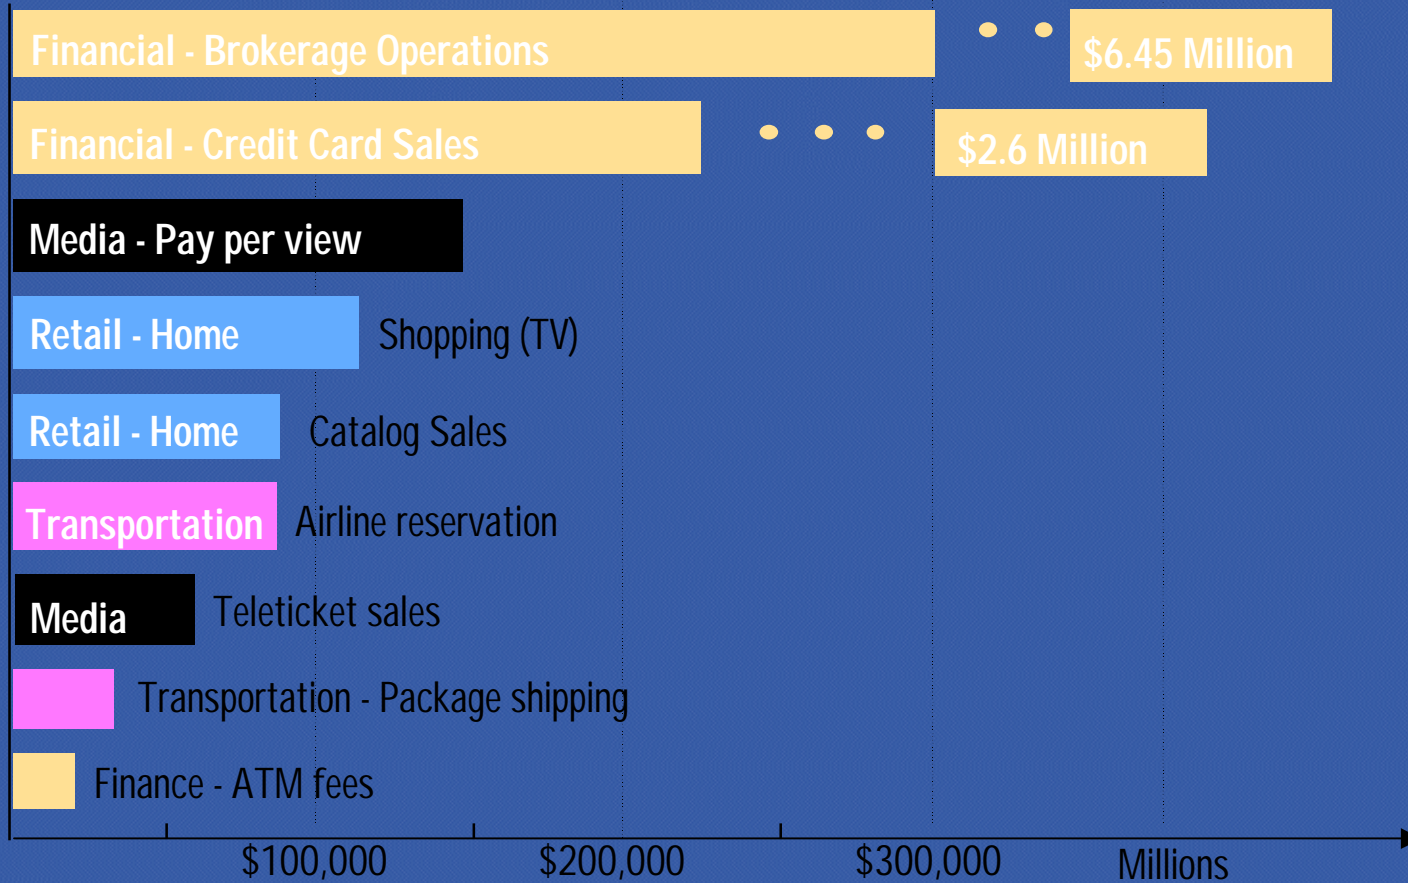 Financial - Brokerage Operations $6.45 Million
Financial - Credit Card Sales $2.6 Million
Media - Pay per view
Retail - Home Shopping (TV)
Retail - Home Catalog Sales
Transportation Airline reservation
Media Teleticket sales
Transportation - Package shipping
Finance - ATM fees
$100,000 $200,000 $300,000 Millions